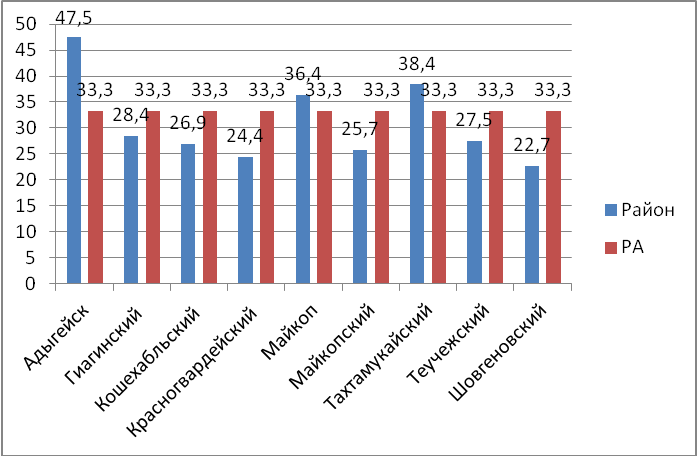 50
45
40
35
30
25
20
15
10
5
0
47,5
33,3
28,4
33,3
26,9
33,3
24,4
33,3
36,4
33,3
25,7
33,3
38,4
33,3
27,5
33,3
22,7
33,3
Адыгейск
Гиагинский
Кошехабльский
Красногвардейский
Майкоп
Майкопский
Тахтамукайский
Теучежский
Шовгеновский
Район
РА